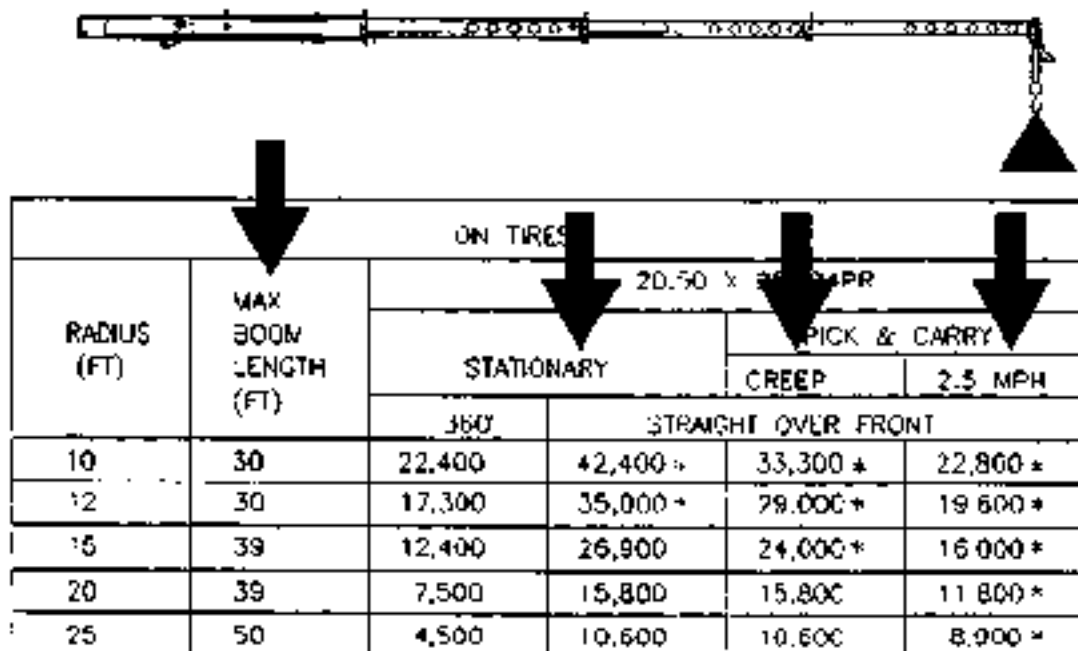 ON TIRES
20.50 X
RADIUS (FT)
MAX BOOM LENGTH (FT)
STATIONARY
PICK & CARRY
CREEP 2.5 MPH
360° STRAIGHT OVER FRONT
10 30 22,400 42,400 * 33,300 * 22,800 *
12 30 17,300 35,000 * 29,000 * 19,600 *
15 39 12,400 26,900 24,000 * 16,000 *
20 39 7,500 15,800 15,800 11,800 *
25 50 4,500 10,600 10,600 8,900 *